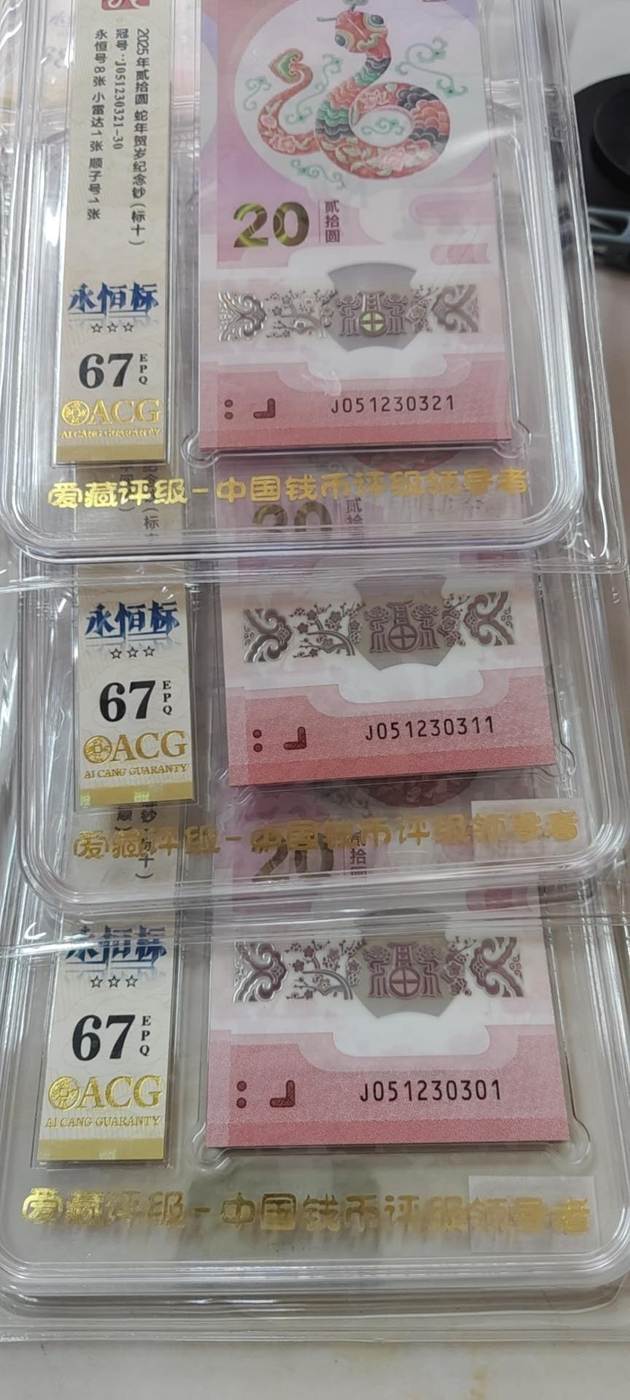 2025年贰拾圆 蛇年贺岁纪念钞(标十)
冠号:J051230321-30
永恒号8张 小雷达1张 顺子号1张
20
贰拾圆
永恒标
☆☆☆
67
EPQ
ACG
AI CANG GUARANTY
J051230321
爱藏评级-中国钱币评级领导者
永恒标
☆☆☆
67
EPQ
ACG
AI CANG GUARANTY
J051230311
爱藏评级-中国钱币评级领导者
20
永恒标
☆☆☆
67
EPQ
ACG
AI CANG GUARANTY
J051230301
爱藏评级-中国钱币评级领导者